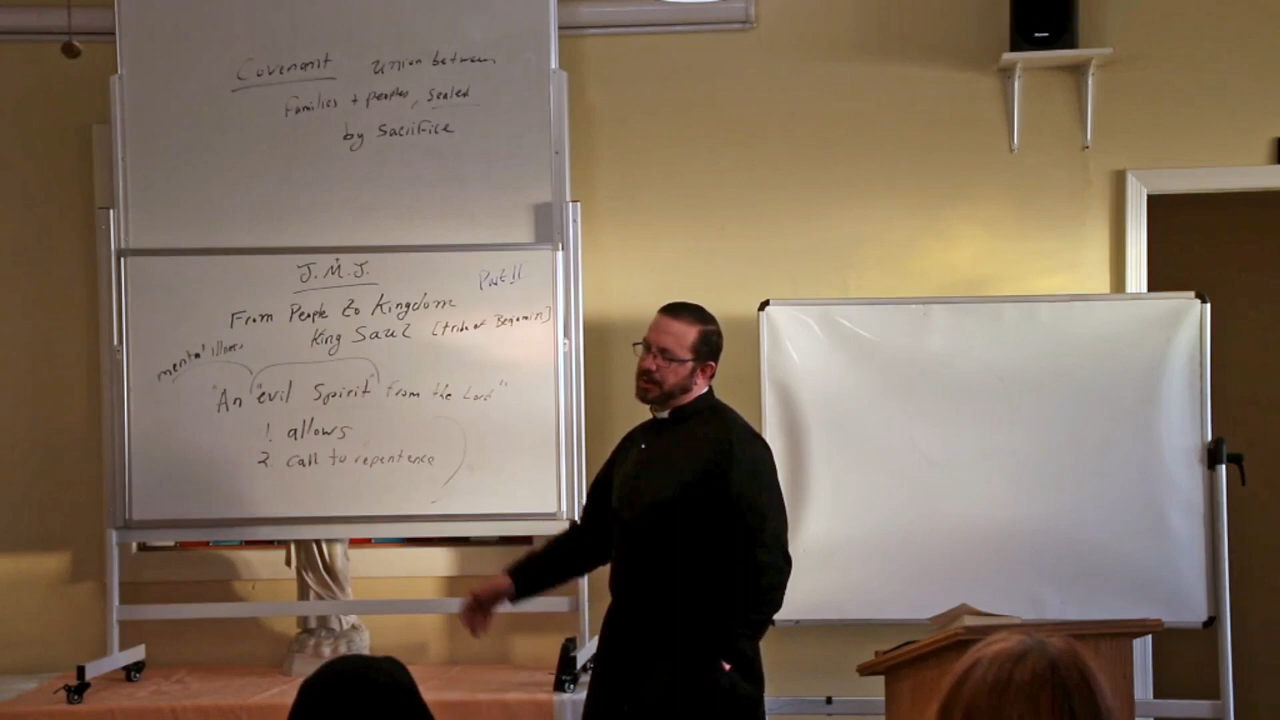 Covenant union between
Families + peoples, sealed
by sacrifice
J.M.J.
Part II
From People to Kingdom
King Saul [tribe of Benjamin]
mental illness
"An "evil spirit" from the Lord"
1. allows
2. call to repentence